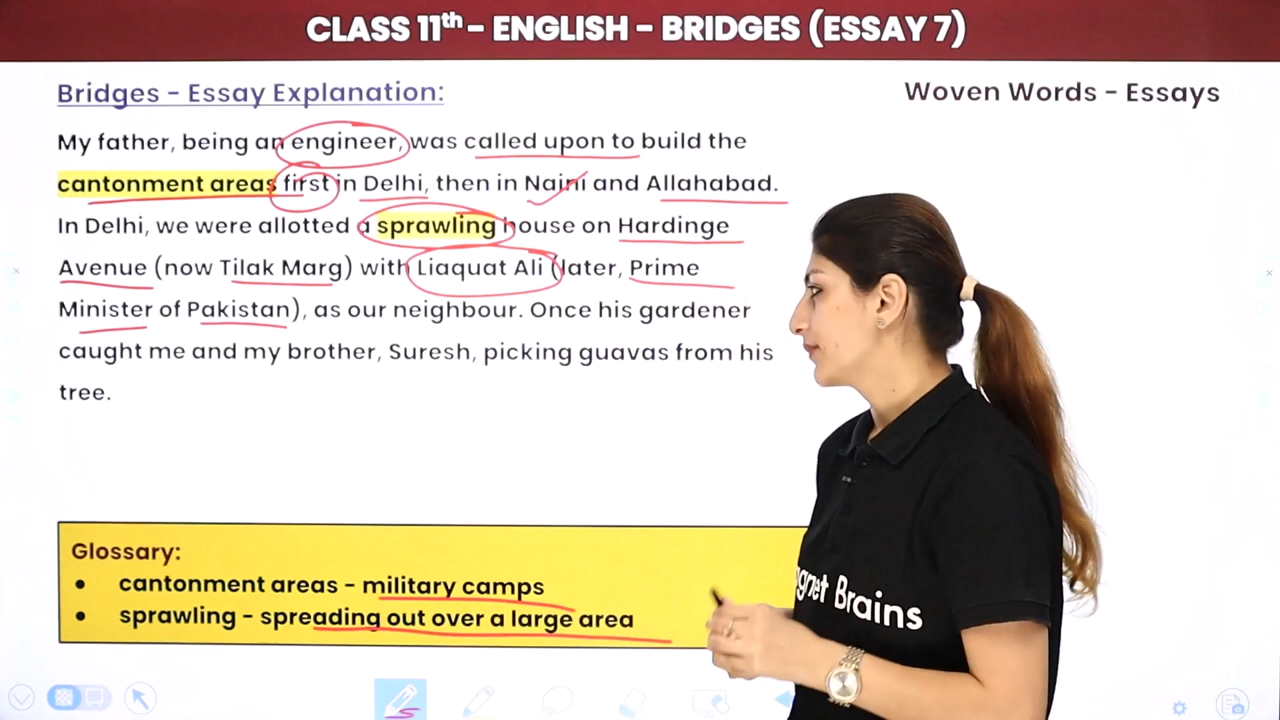 CLASS 11th - ENGLISH - BRIDGES (ESSAY 7)
Bridges - Essay Explanation:
Woven Words - Essays
My father, being an engineer, was called upon to build the
cantonment areas first in Delhi, then in Naini and Allahabad.
In Delhi, we were allotted a sprawling house on Hardinge
Avenue (now Tilak Marg) with Liaquat Ali (later, Prime
Minister of Pakistan), as our neighbour. Once his gardener
caught me and my brother, Suresh, picking guavas from his
tree.
Glossary:
• cantonment areas - military camps
• sprawling - spreading out over a large area
gnet Brains